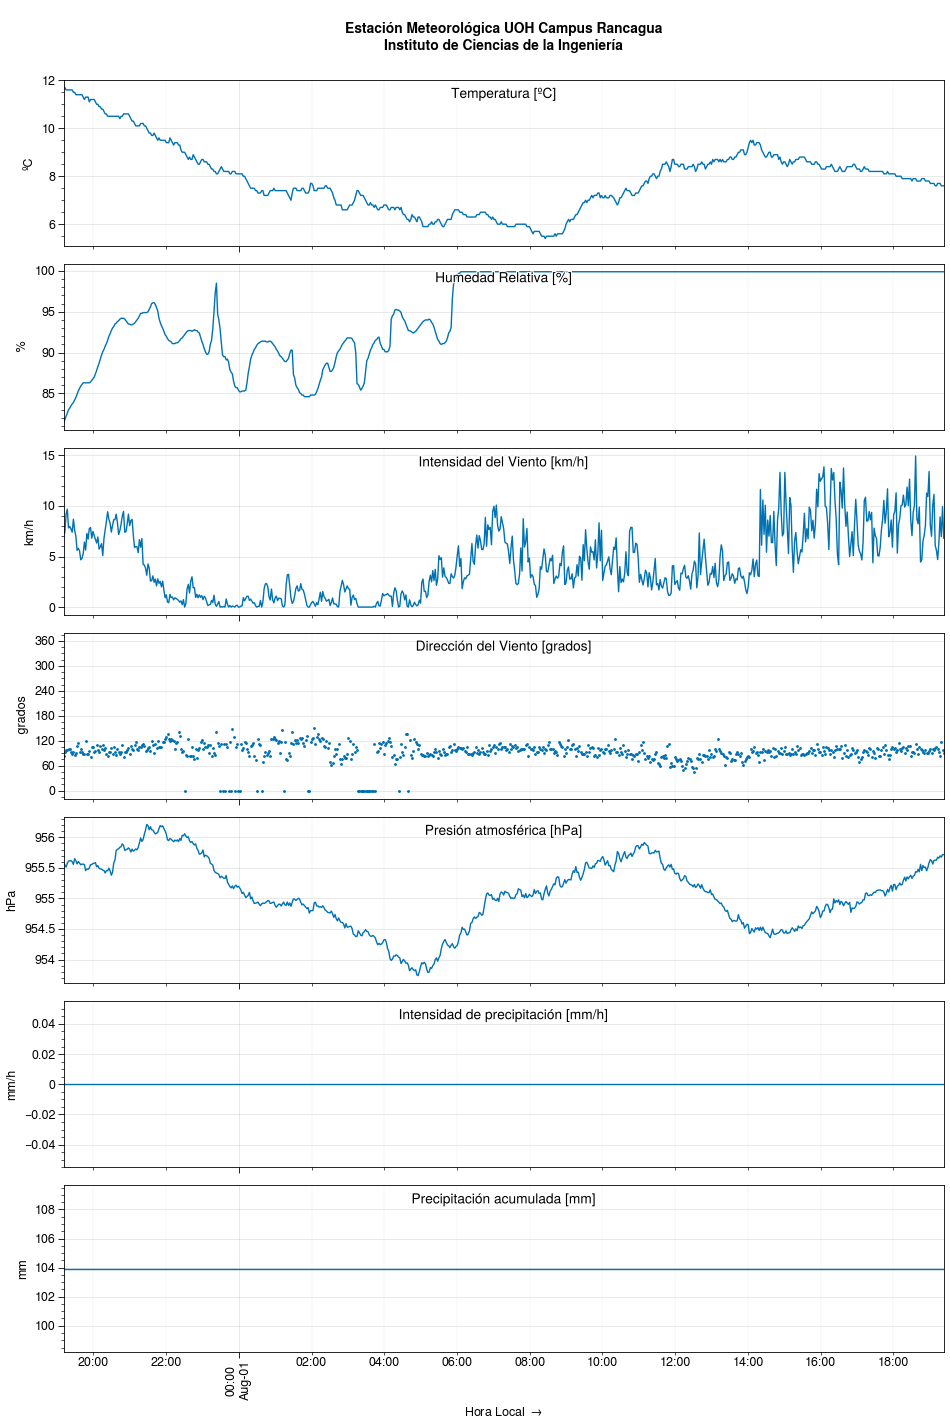 Estación Meteorológica UOH Campus Rancagua
Instituto de Ciencias de la Ingeniería
Temperatura [ºC]
12
10
8
6
ºC
Humedad Relativa [%]
100
95
90
85
%
Intensidad del Viento [km/h]
15
10
5
0
km/h
Dirección del Viento [grados]
360
300
240
180
120
60
0
grados
Presión atmosférica [hPa]
956
955.5
955
954.5
954
hPa
Intensidad de precipitación [mm/h]
0.04
0.02
0
−0.02
−0.04
mm/h
Precipitación acumulada [mm]
108
106
104
102
100
mm
20:00 22:00 00:00 02:00 04:00 06:00 08:00 10:00 12:00 14:00 16:00 18:00
Aug-01
Hora Local →